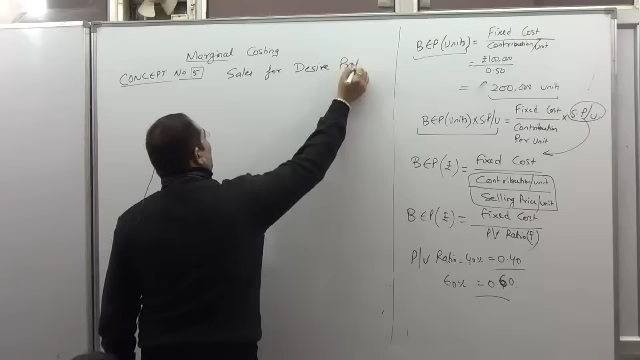 Marginal Costing
CONCEPT No 5 Sales for Desire Prof
BEP (Units) = Fixed Cost
Contribution/Unit
= £100,000
0.50
= 200,000 units
BEP (Units) × SP/U = Fixed Cost × SP/U
Contribution
Per Unit
BEP (£) = Fixed Cost
Contribution/unit
Selling Price/unit
BEP (£) = Fixed Cost
P/V Ratio
P/V Ratio = 40% = 0.40
60% = 0.60